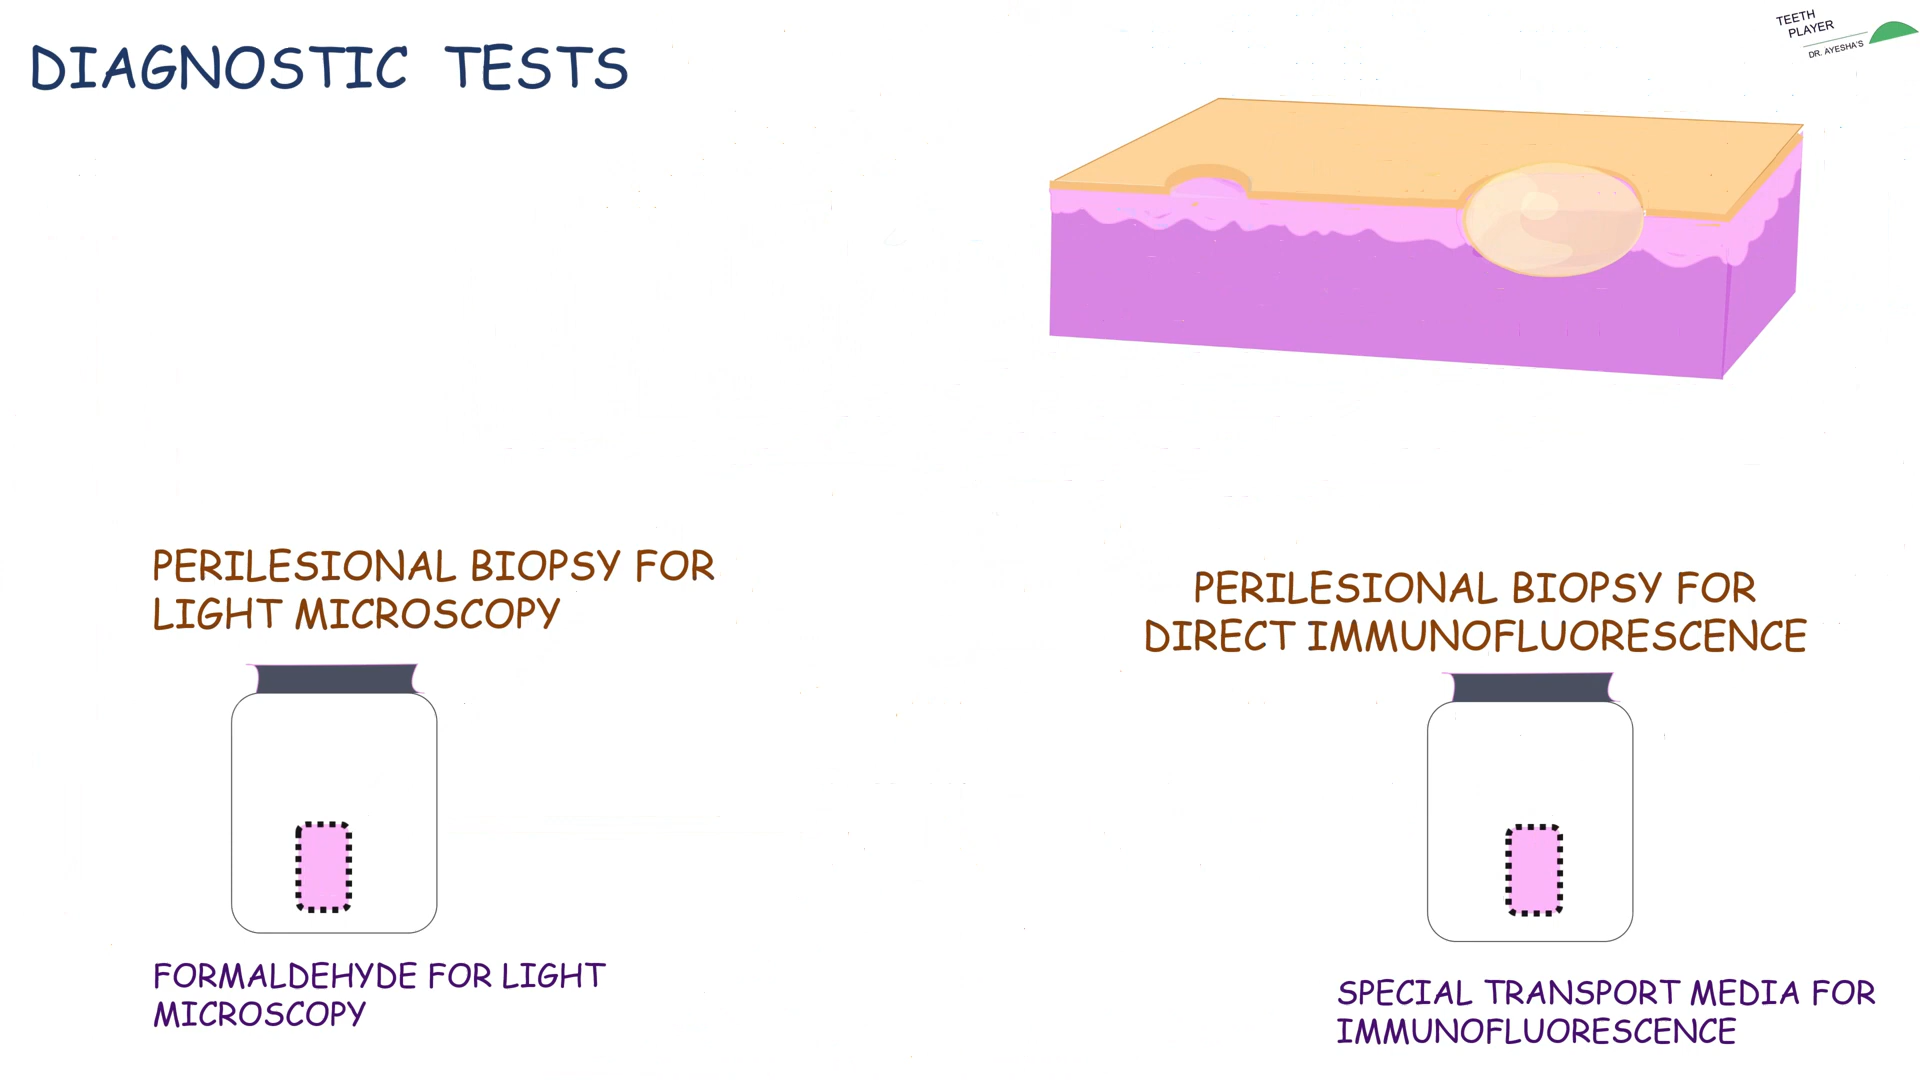 DIAGNOSTIC TESTS
TEETH
PLAYER
DR. AYESHA'S
PERILESIONAL BIOPSY FOR
LIGHT MICROSCOPY
PERILESIONAL BIOPSY FOR
DIRECT IMMUNOFLUORESCENCE
FORMALDEHYDE FOR LIGHT
MICROSCOPY
SPECIAL TRANSPORT MEDIA FOR
IMMUNOFLUORESCENCE